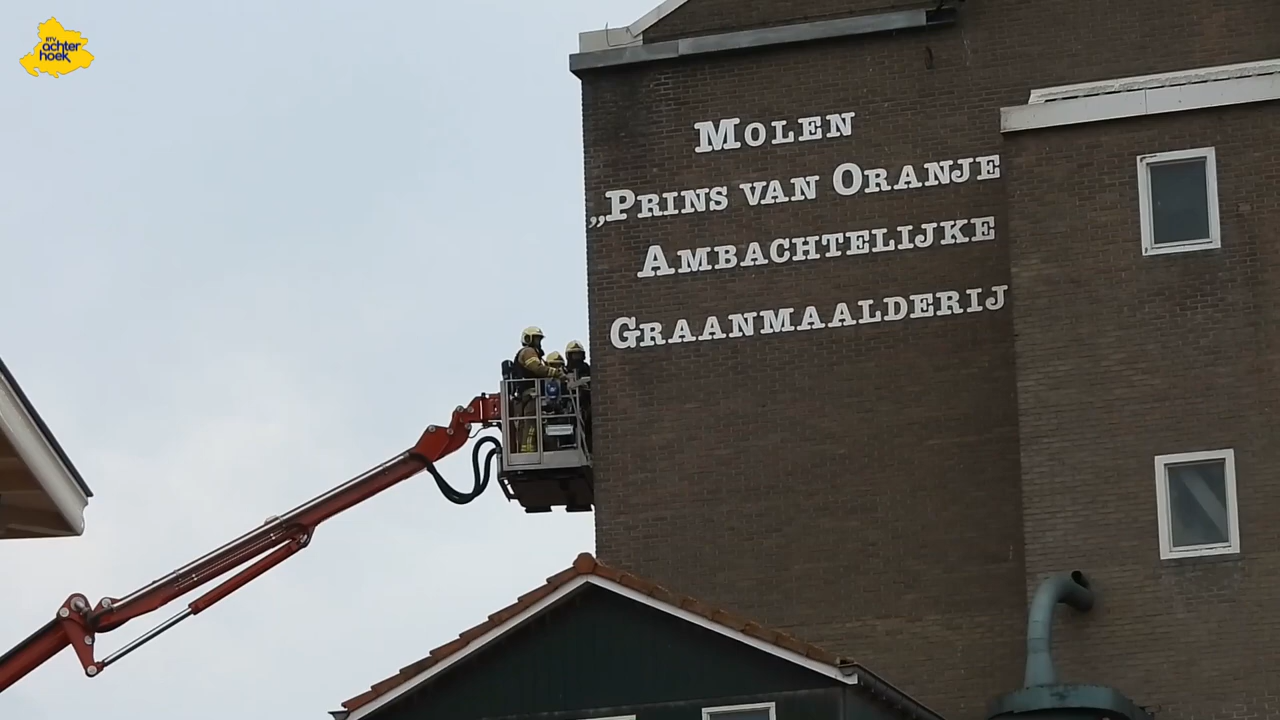 RTV
achter
hoek
MOLEN
„PRINS VAN ORANJE
AMBACHTELIJKE
GRAANMAALDERIJ